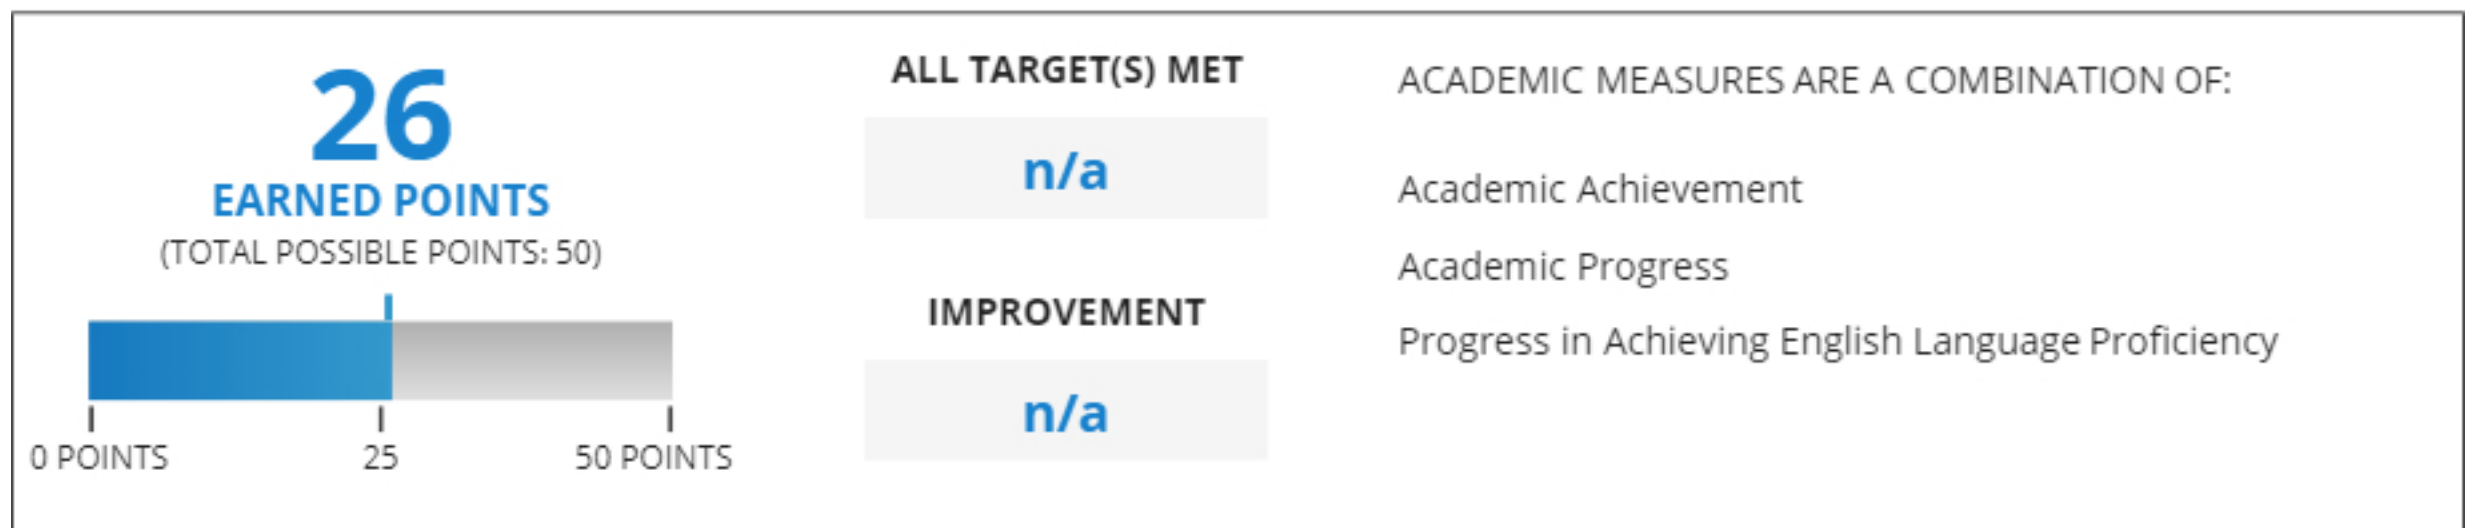 26
EARNED POINTS
(TOTAL POSSIBLE POINTS: 50)
0 POINTS
25
50 POINTS
ALL TARGET(S) MET
n/a
IMPROVEMENT
n/a
ACADEMIC MEASURES ARE A COMBINATION OF:
Academic Achievement
Academic Progress
Progress in Achieving English Language Proficiency